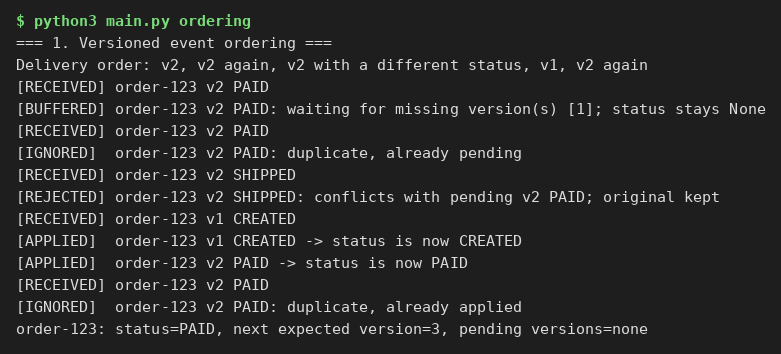 $ python3 main.py ordering
=== 1. Versioned event ordering ===
Delivery order: v2, v2 again, v2 with a different status, v1, v2 again
[RECEIVED] order-123 v2 PAID
[BUFFERED] order-123 v2 PAID: waiting for missing version(s) [1]; status stays None
[RECEIVED] order-123 v2 PAID
[IGNORED]  order-123 v2 PAID: duplicate, already pending
[RECEIVED] order-123 v2 SHIPPED
[REJECTED] order-123 v2 SHIPPED: conflicts with pending v2 PAID; original kept
[RECEIVED] order-123 v1 CREATED
[APPLIED]  order-123 v1 CREATED -> status is now CREATED
[APPLIED]  order-123 v2 PAID -> status is now PAID
[RECEIVED] order-123 v2 PAID
[IGNORED]  order-123 v2 PAID: duplicate, already applied
order-123: status=PAID, next expected version=3, pending versions=none